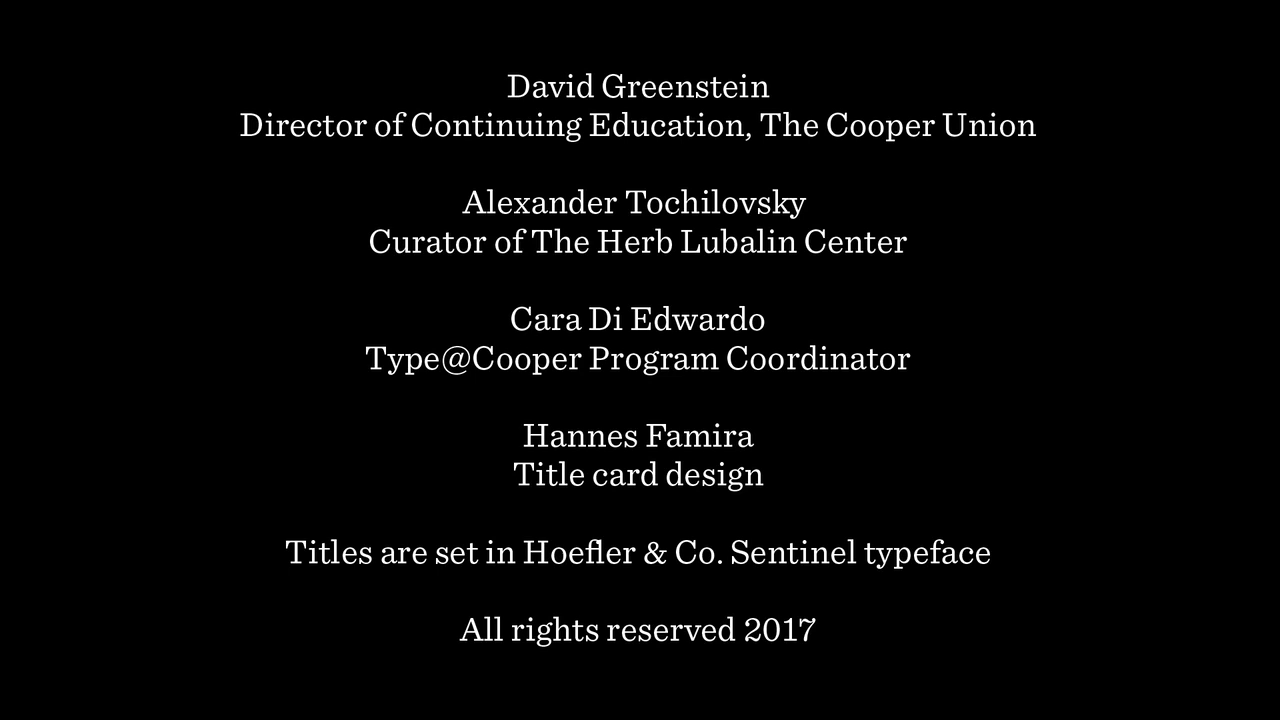 David Greenstein
Director of Continuing Education, The Cooper Union
Alexander Tochilovsky
Curator of The Herb Lubalin Center
Cara Di Edwardo
Type@Cooper Program Coordinator
Hannes Famira
Title card design
Titles are set in Hoefler & Co. Sentinel typeface
All rights reserved 2017